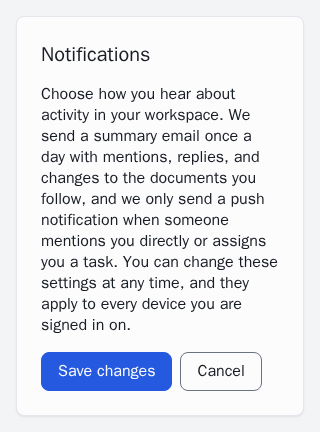 Notifications
Choose how you hear about
activity in your workspace. We
send a summary email once a
day with mentions, replies, and
changes to the documents you
follow, and we only send a push
notification when someone
mentions you directly or assigns
you a task. You can change these
settings at any time, and they
apply to every device you are
signed in on.
Save changes
Cancel